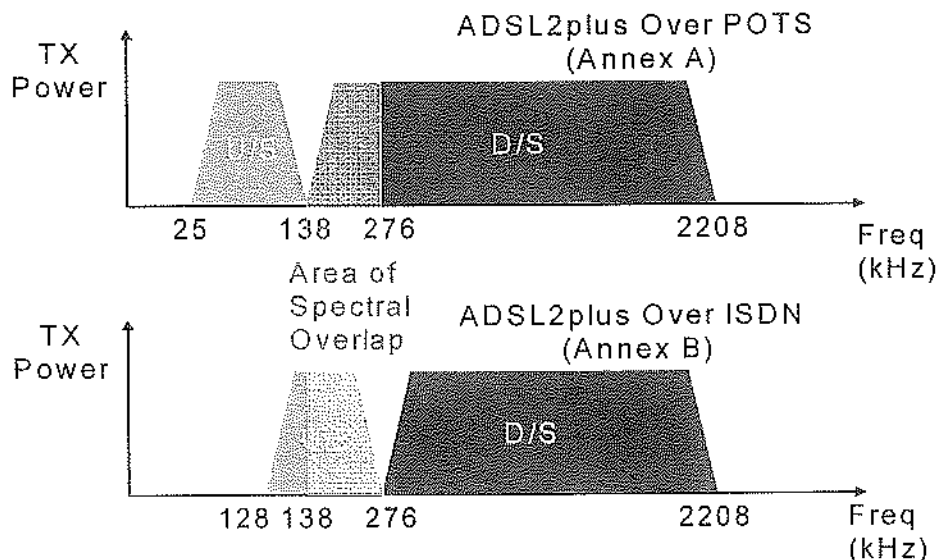 ADSL2plus Over POTS
(Annex A)
TX
Power
D/S
D/S
25
138
276
2208
Freq
(kHz)
Area of
Spectral
Overlap
ADSL2plus Over ISDN
(Annex B)
TX
Power
D/S
128
138
276
2208
Freq
(kHz)